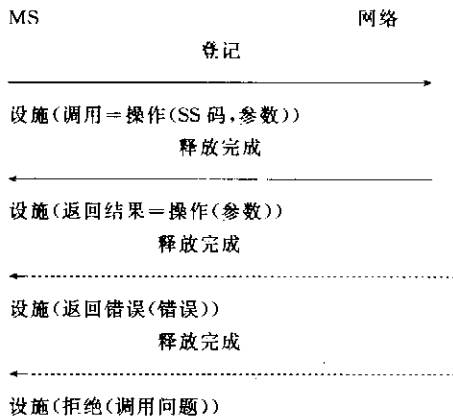 MS 网络
登记
设施(调用=操作(SS 码,参数))
释放完成
设施(返回结果=操作(参数))
释放完成
设施(返回错误(错误))
释放完成
设施(拒绝(调用问题))